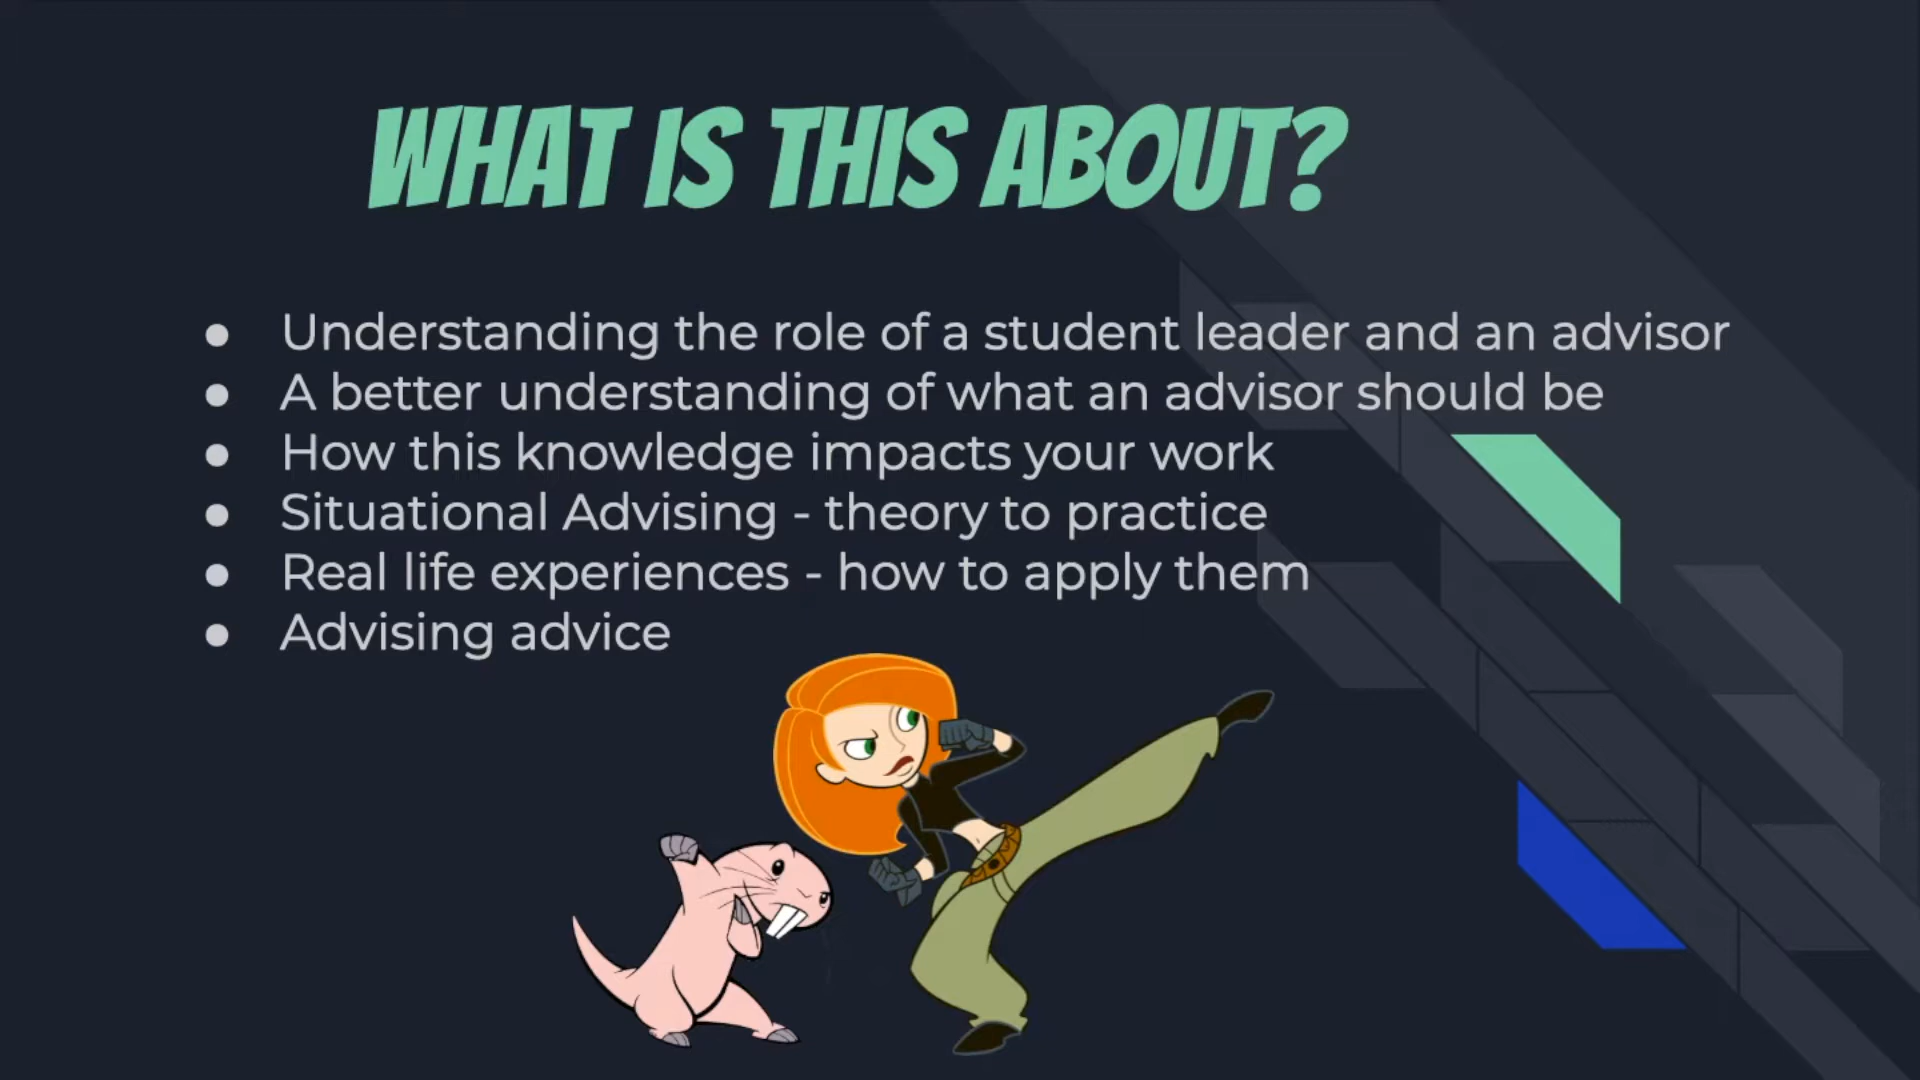 WHAT IS THIS ABOUT?
● Understanding the role of a student leader and an advisor
● A better understanding of what an advisor should be
● How this knowledge impacts your work
● Situational Advising - theory to practice
● Real life experiences - how to apply them
● Advising advice